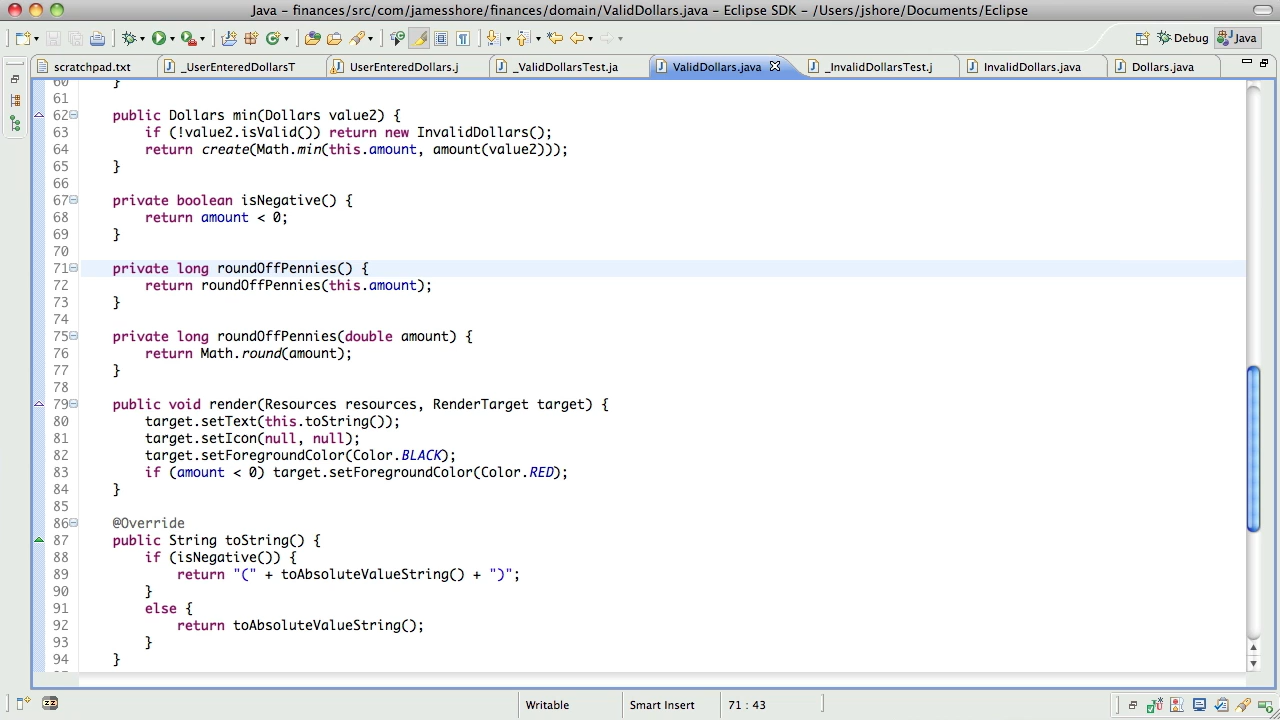 Java - finances/src/com/jamesshore/finances/domain/ValidDollars.java - Eclipse SDK - /Users/jshore/Documents/Eclipse
Debug Java
scratchpad.txt _UserEnteredDollarsT UserEnteredDollars.j _ValidDollarsTest.ja ValidDollars.java _InvalidDollarsTest.j InvalidDollars.java Dollars.java
60 }
61
62 public Dollars min(Dollars value2) {
63 if (!value2.isValid()) return new InvalidDollars();
64 return create(Math.min(this.amount, amount(value2)));
65 }
66
67 private boolean isNegative() {
68 return amount < 0;
69 }
70
71 private long roundOffPennies() {
72 return roundOffPennies(this.amount);
73 }
74
75 private long roundOffPennies(double amount) {
76 return Math.round(amount);
77 }
78
79 public void render(Resources resources, RenderTarget target) {
80 target.setText(this.toString());
81 target.setIcon(null, null);
82 target.setForegroundColor(Color.BLACK);
83 if (amount < 0) target.setForegroundColor(Color.RED);
84 }
85
86 @Override
87 public String toString() {
88 if (isNegative()) {
89 return "(" + toAbsoluteValueString() + ")";
90 }
91 else {
92 return toAbsoluteValueString();
93 }
94 }
Writable Smart Insert 71 : 43